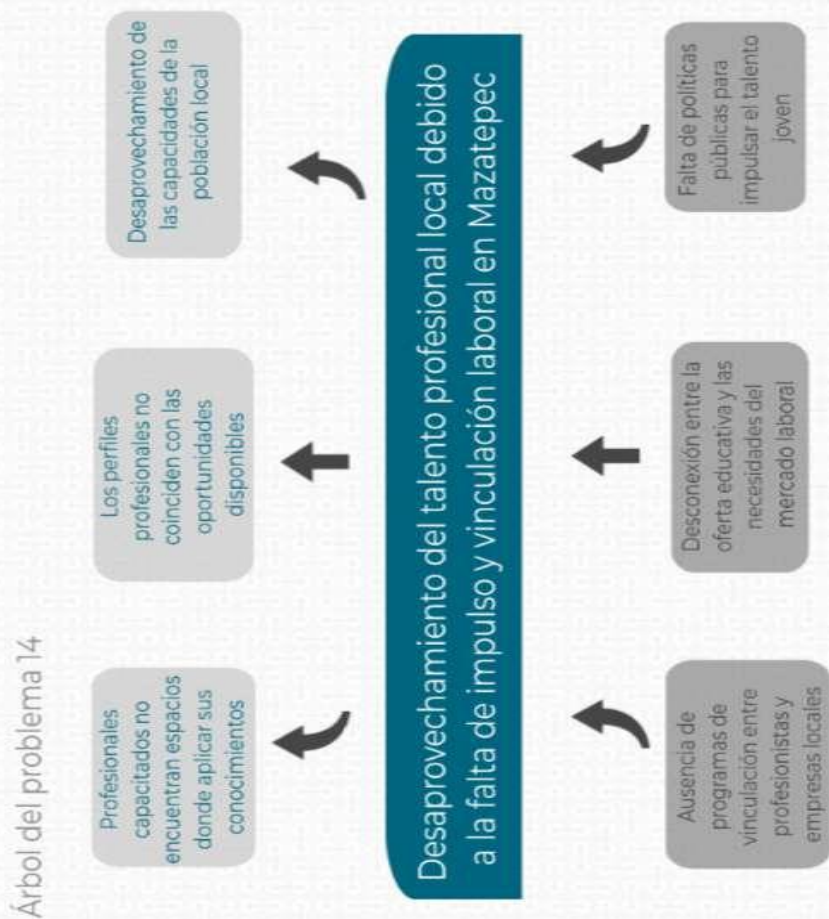 Árbol del problema 14
Profesionales
capacitados no
encuentran espacios
donde aplicar sus
conocimientos
Los perfiles
profesionales no
coinciden con las
oportunidades
disponibles
Desaprovechamiento de
las capacidades de la
población local
Desaprovechamiento del talento profesional local debido
a la falta de impulso y vinculación laboral en Mazatepec
Ausencia de
programas de
vinculación entre
profesionistas y
empresas locales
Desconexión entre la
oferta educativa y las
necesidades del
mercado laboral
Falta de políticas
públicas para
impulsar el talento
joven